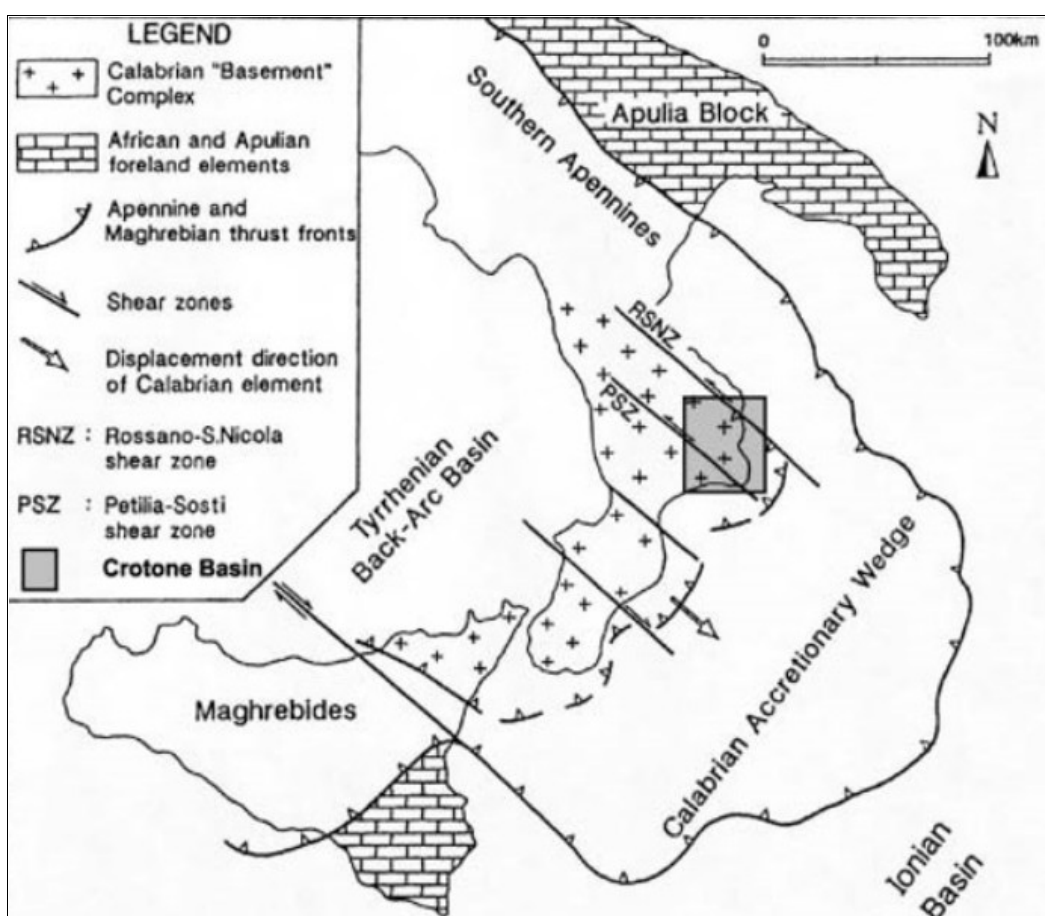 LEGEND
Calabrian "Basement"
Complex
African and Apulian
foreland elements
Apennine and
Maghrebian thrust fronts
Shear zones
Displacement direction
of Calabrian element
RSNZ : Rossano-S.Nicola
shear zone
PSZ : Petilia-Sosti
shear zone
Crotone Basin
0 100km
N
Apulia Block
Southern Apennines
RSNZ
PSZ
Tyrrhenian
Back-Arc Basin
Maghrebides
Calabrian Accretionary Wedge
Ionian
Basin